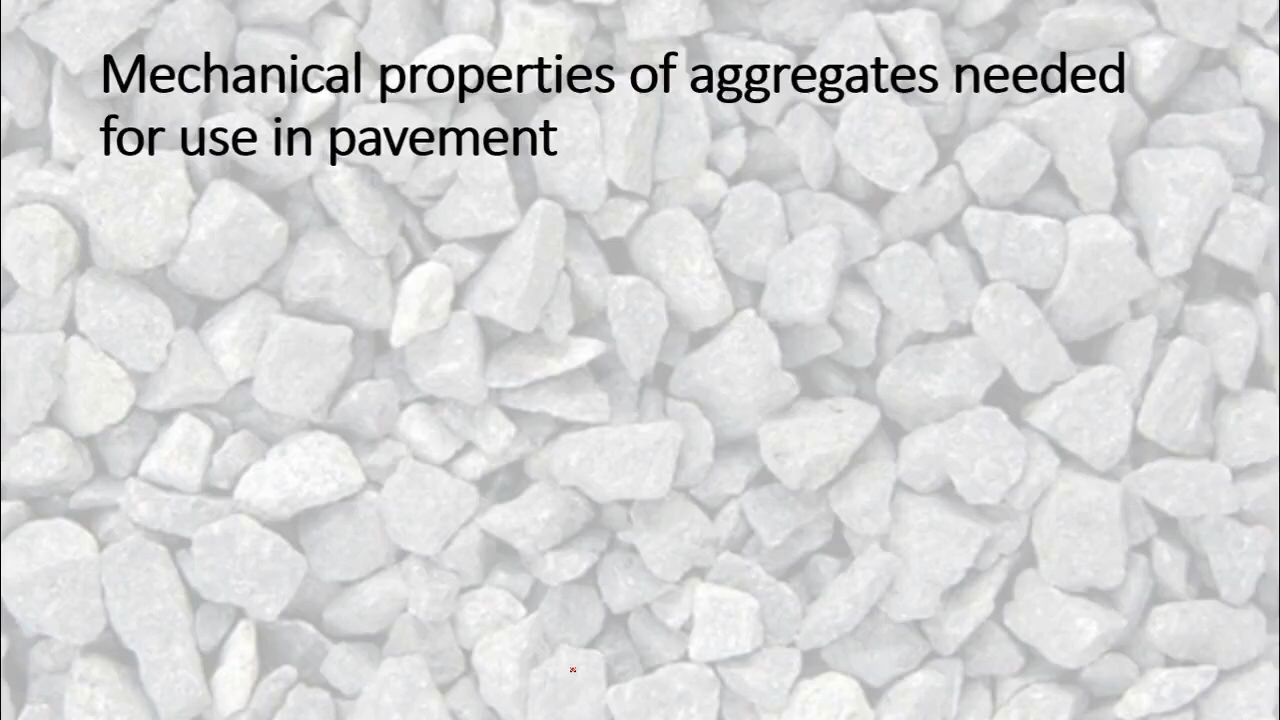 Mechanical properties of aggregates needed
for use in pavement